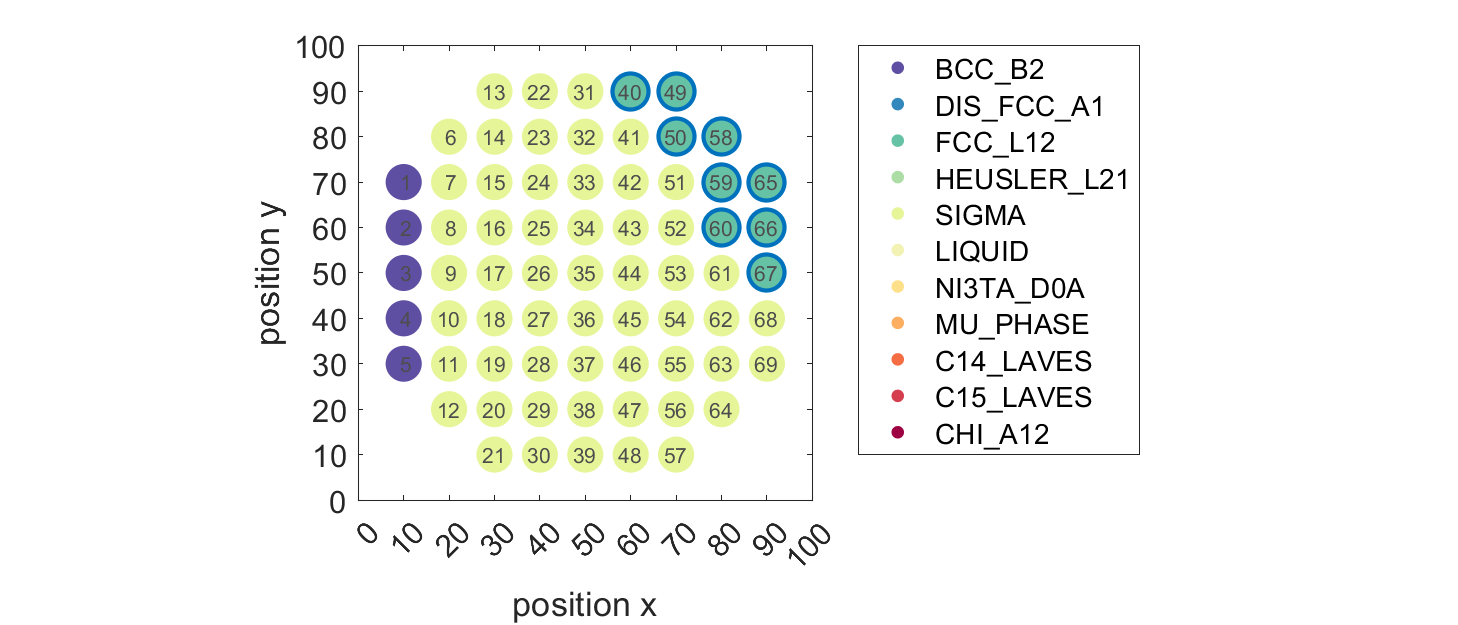 100
90 13 22 31 40 49
80 6 14 23 32 41 50 58
70 1 7 15 24 33 42 51 59 65
60 2 8 16 25 34 43 52 60 66
50 3 9 17 26 35 44 53 61 67
40 4 10 18 27 36 45 54 62 68
30 5 11 19 28 37 46 55 63 69
20 12 20 29 38 47 56 64
10 21 30 39 48 57
0
0 10 20 30 40 50 60 70 80 90 100
position x
position y
BCC_B2
DIS_FCC_A1
FCC_L12
HEUSLER_L21
SIGMA
LIQUID
NI3TA_D0A
MU_PHASE
C14_LAVES
C15_LAVES
CHI_A12